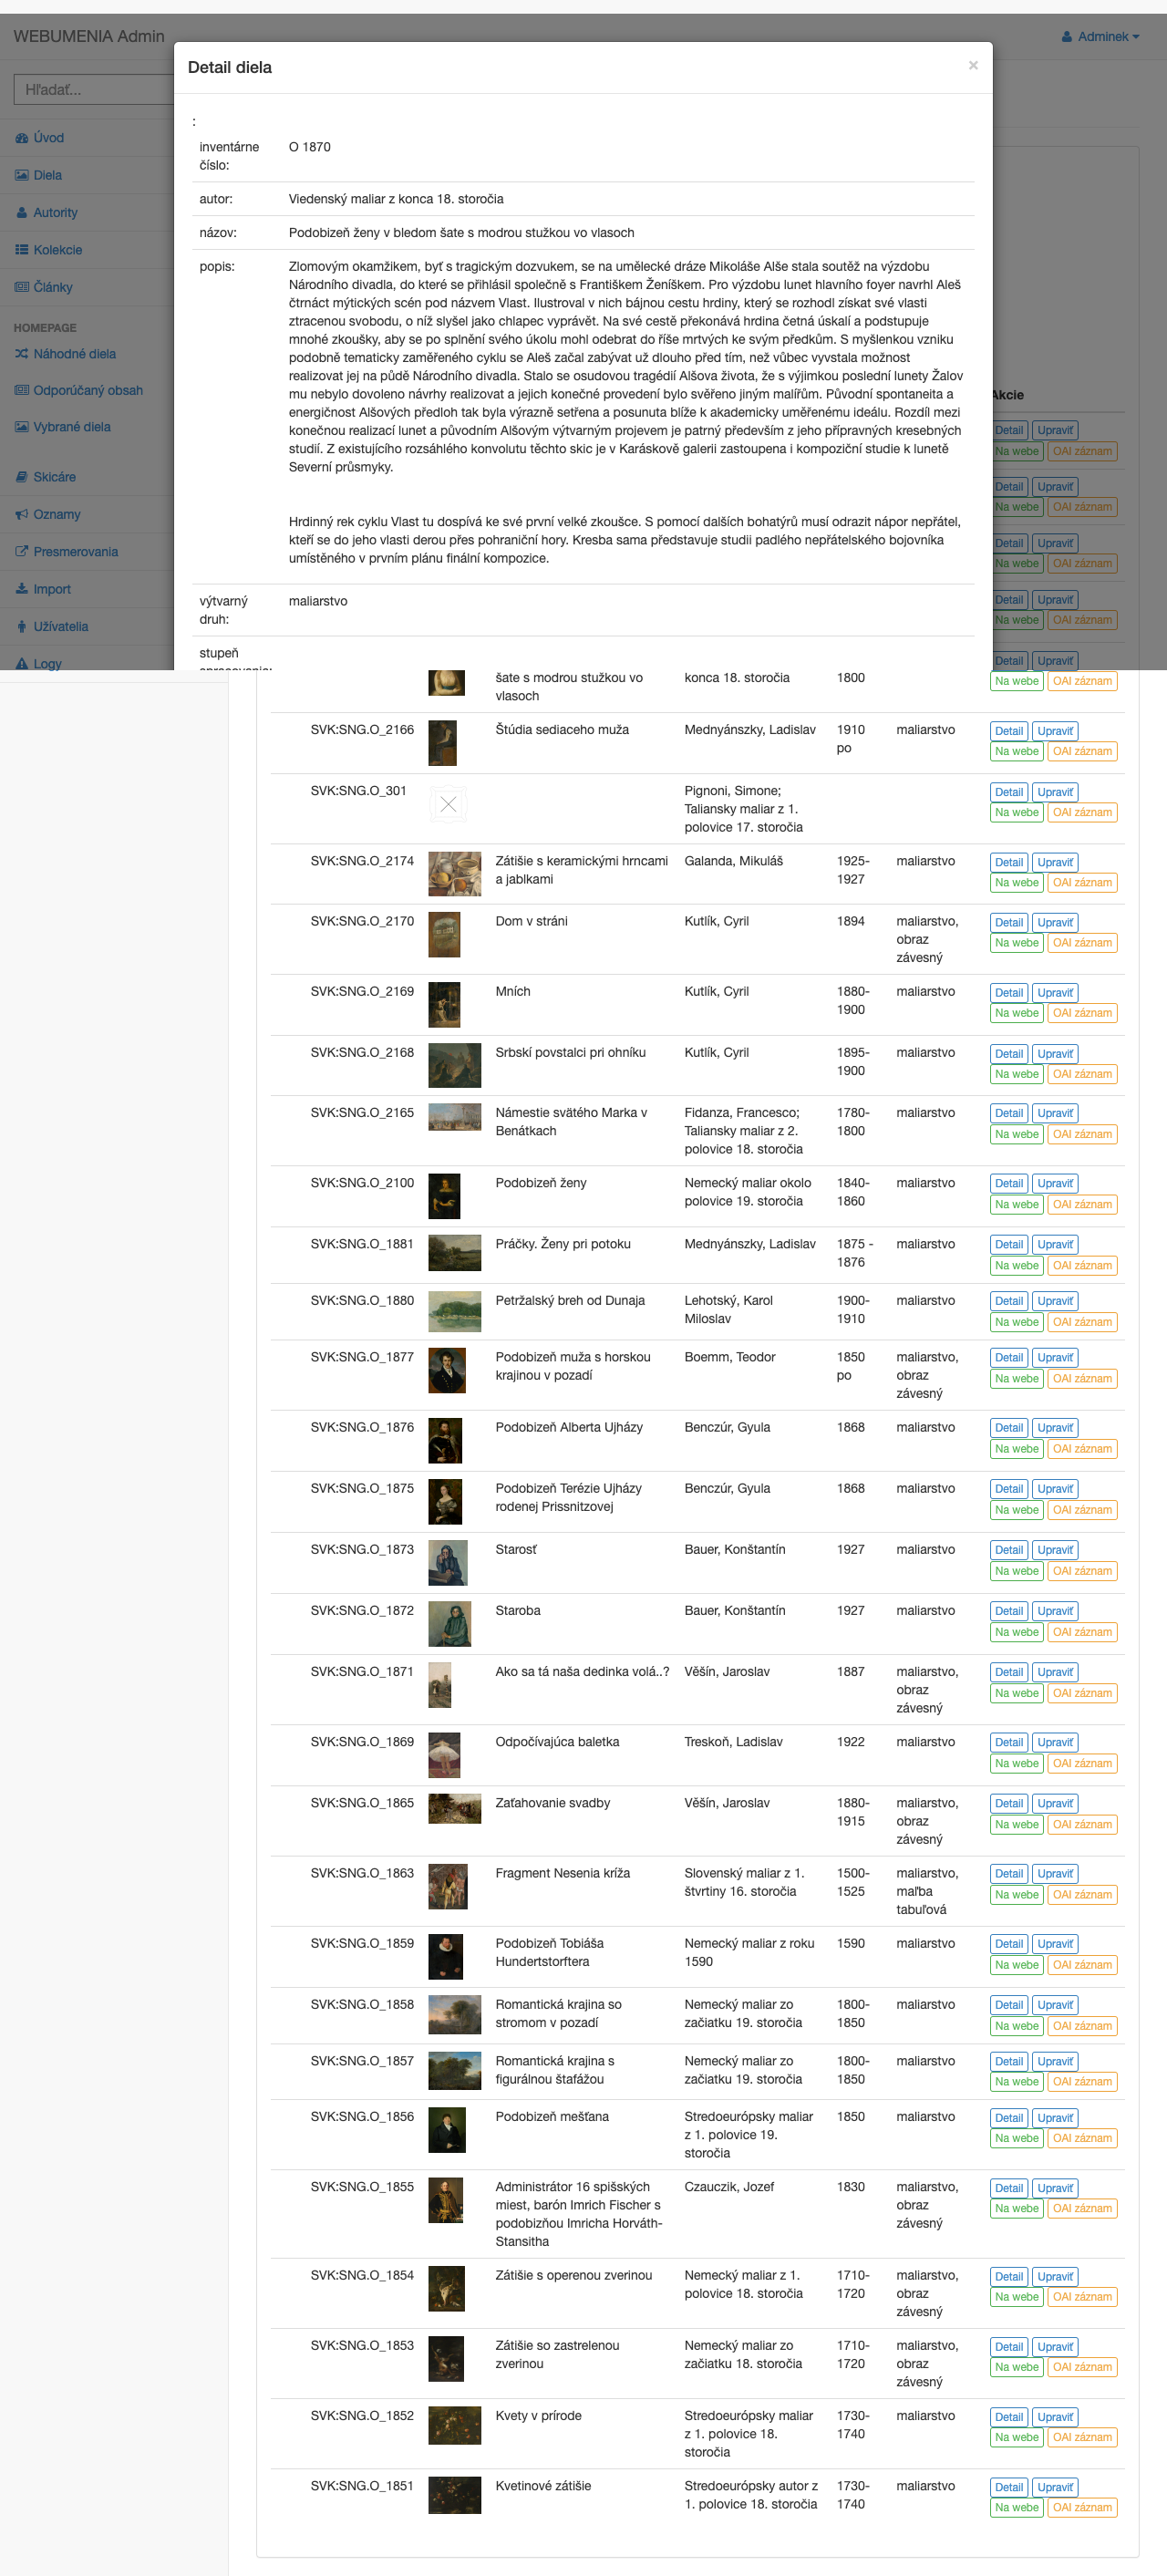 WEBUMENIA Admin
Adminek
Hľadať...
Úvod
Diela
Autority
Kolekcie
Články
HOMEPAGE
Náhodné diela
Odporúčaný obsah
Vybrané diela
Skicáre
Oznamy
Presmerovania
Import
Užívatelia
Logy
Detail diela
×
:
inventárne
číslo:
O 1870
autor:
Viedenský maliar z konca 18. storočia
názov:
Podobizeň ženy v bledom šate s modrou stužkou vo vlasoch
popis:
Zlomovým okamžikem, byť s tragickým dozvukem, se na umělecké dráze Mikoláše Alše stala soutěž na výzdobu
Národního divadla, do které se přihlásil společně s Františkem Ženíškem. Pro výzdobu lunet hlavního foyer navrhl Aleš
čtrnáct mýtických scén pod názvem Vlast. Ilustroval v nich bájnou cestu hrdiny, který se rozhodl získat své vlasti
ztracenou svobodu, o níž slyšel jako chlapec vyprávět. Na své cestě překonává hrdina četná úskalí a podstupuje
mnohé zkoušky, aby se po splnění svého úkolu mohl odebrat do říše mrtvých ke svým předkům. S myšlenkou vzniku
podobně tematicky zaměřeného cyklu se Aleš začal zabývat už dlouho před tím, než vůbec vyvstala možnost
realizovat jej na půdě Národního divadla. Stalo se osudovou tragédií Alšova života, že s výjimkou poslední lunety Žalov
mu nebylo dovoleno návrhy realizovat a jejich konečné provedení bylo svěřeno jiným malířům. Původní spontaneita a
energičnost Alšových předloh tak byla výrazně setřena a posunuta blíže k akademicky uměřenému ideálu. Rozdíl mezi
konečnou realizací lunet a původním Alšovým výtvarným projevem je patrný především z jeho přípravných kresebných
studií. Z existujícího rozsáhlého konvolutu těchto skic je v Karáskově galerii zastoupena i kompoziční studie k lunetě
Severní průsmyky.
Hrdinný rek cyklu Vlast tu dospívá ke své první velké zkoušce. S pomocí dalších bohatýrů musí odrazit nápor nepřátel,
kteří se do jeho vlasti derou přes pohraniční hory. Kresba sama představuje studii padlého nepřátelského bojovníka
umístěného v prvním plánu finální kompozice.
výtvarný
druh:
maliarstvo
stupeň
Akcie
Detail Upraviť
Na webe OAI záznam
Detail Upraviť
Na webe OAI záznam
Detail Upraviť
Na webe OAI záznam
Detail Upraviť
Na webe OAI záznam
Detail Upraviť
šate s modrou stužkou vo konca 18. storočia 1800 Na webe OAI záznam
vlasoch
SVK:SNG.O_2166 Štúdia sediaceho muža Mednyánszky, Ladislav 1910 maliarstvo Detail Upraviť
po Na webe OAI záznam
SVK:SNG.O_301 Pignoni, Simone; Detail Upraviť
Taliansky maliar z 1. Na webe OAI záznam
polovice 17. storočia
SVK:SNG.O_2174 Zátišie s keramickými hrncami Galanda, Mikuláš 1925- maliarstvo Detail Upraviť
a jablkami 1927 Na webe OAI záznam
SVK:SNG.O_2170 Dom v stráni Kutlík, Cyril 1894 maliarstvo, Detail Upraviť
obraz Na webe OAI záznam
závesný
SVK:SNG.O_2169 Mních Kutlík, Cyril 1880- maliarstvo Detail Upraviť
1900 Na webe OAI záznam
SVK:SNG.O_2168 Srbskí povstalci pri ohníku Kutlík, Cyril 1895- maliarstvo Detail Upraviť
1900 Na webe OAI záznam
SVK:SNG.O_2165 Námestie svätého Marka v Fidanza, Francesco; 1780- maliarstvo Detail Upraviť
Benátkach Taliansky maliar z 2. 1800 Na webe OAI záznam
polovice 18. storočia
SVK:SNG.O_2100 Podobizeň ženy Nemecký maliar okolo 1840- maliarstvo Detail Upraviť
polovice 19. storočia 1860 Na webe OAI záznam
SVK:SNG.O_1881 Práčky. Ženy pri potoku Mednyánszky, Ladislav 1875 - maliarstvo Detail Upraviť
1876 Na webe OAI záznam
SVK:SNG.O_1880 Petržalský breh od Dunaja Lehotský, Karol 1900- maliarstvo Detail Upraviť
Miloslav 1910 Na webe OAI záznam
SVK:SNG.O_1877 Podobizeň muža s horskou Boemm, Teodor 1850 maliarstvo, Detail Upraviť
krajinou v pozadí po obraz Na webe OAI záznam
závesný
SVK:SNG.O_1876 Podobizeň Alberta Ujházy Benczúr, Gyula 1868 maliarstvo Detail Upraviť
Na webe OAI záznam
SVK:SNG.O_1875 Podobizeň Terézie Ujházy Benczúr, Gyula 1868 maliarstvo Detail Upraviť
rodenej Prissnitzovej Na webe OAI záznam
SVK:SNG.O_1873 Starosť Bauer, Konštantín 1927 maliarstvo Detail Upraviť
Na webe OAI záznam
SVK:SNG.O_1872 Staroba Bauer, Konštantín 1927 maliarstvo Detail Upraviť
Na webe OAI záznam
SVK:SNG.O_1871 Ako sa tá naša dedinka volá..? Věšín, Jaroslav 1887 maliarstvo, Detail Upraviť
obraz Na webe OAI záznam
závesný
SVK:SNG.O_1869 Odpočívajúca baletka Treskoň, Ladislav 1922 maliarstvo Detail Upraviť
Na webe OAI záznam
SVK:SNG.O_1865 Zaťahovanie svadby Věšín, Jaroslav 1880- maliarstvo, Detail Upraviť
1915 obraz Na webe OAI záznam
závesný
SVK:SNG.O_1863 Fragment Nesenia kríža Slovenský maliar z 1. 1500- maliarstvo, Detail Upraviť
štvrtiny 16. storočia 1525 maľba Na webe OAI záznam
tabuľová
SVK:SNG.O_1859 Podobizeň Tobiáša Nemecký maliar z roku 1590 maliarstvo Detail Upraviť
Hundertstorftera 1590 Na webe OAI záznam
SVK:SNG.O_1858 Romantická krajina so Nemecký maliar zo 1800- maliarstvo Detail Upraviť
stromom v pozadí začiatku 19. storočia 1850 Na webe OAI záznam
SVK:SNG.O_1857 Romantická krajina s Nemecký maliar zo 1800- maliarstvo Detail Upraviť
figurálnou štafážou začiatku 19. storočia 1850 Na webe OAI záznam
SVK:SNG.O_1856 Podobizeň mešťana Stredoeurópsky maliar 1850 maliarstvo Detail Upraviť
z 1. polovice 19. Na webe OAI záznam
storočia
SVK:SNG.O_1855 Administrátor 16 spišských Czauczik, Jozef 1830 maliarstvo, Detail Upraviť
miest, barón Imrich Fischer s obraz Na webe OAI záznam
podobizňou Imricha Horváth- závesný
Stansitha
SVK:SNG.O_1854 Zátišie s operenou zverinou Nemecký maliar z 1. 1710- maliarstvo, Detail Upraviť
polovice 18. storočia 1720 obraz Na webe OAI záznam
závesný
SVK:SNG.O_1853 Zátišie so zastrelenou Nemecký maliar zo 1710- maliarstvo, Detail Upraviť
zverinou začiatku 18. storočia 1720 obraz Na webe OAI záznam
závesný
SVK:SNG.O_1852 Kvety v prírode Stredoeurópsky maliar 1730- maliarstvo Detail Upraviť
z 1. polovice 18. 1740 Na webe OAI záznam
storočia
SVK:SNG.O_1851 Kvetinové zátišie Stredoeurópsky autor z 1730- maliarstvo Detail Upraviť
1. polovice 18. storočia 1740 Na webe OAI záznam